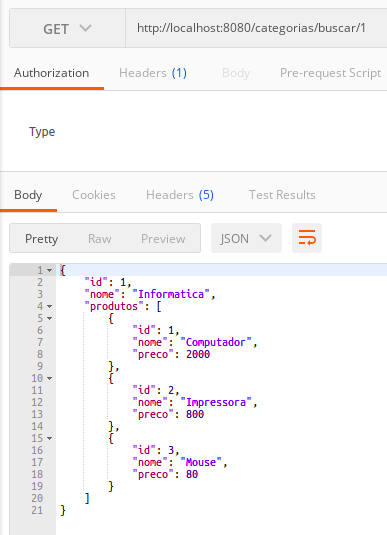 GET http://localhost:8080/categorias/buscar/1
Authorization Headers (1) Body Pre-request Script
Type
Body Cookies Headers (5) Test Results
Pretty Raw Preview JSON
1 {
2 "id": 1,
3 "nome": "Informatica",
4 "produtos": [
5 {
6 "id": 1,
7 "nome": "Computador",
8 "preco": 2000
9 },
10 {
11 "id": 2,
12 "nome": "Impressora",
13 "preco": 800
14 },
15 {
16 "id": 3,
17 "nome": "Mouse",
18 "preco": 80
19 }
20 ]
21 }